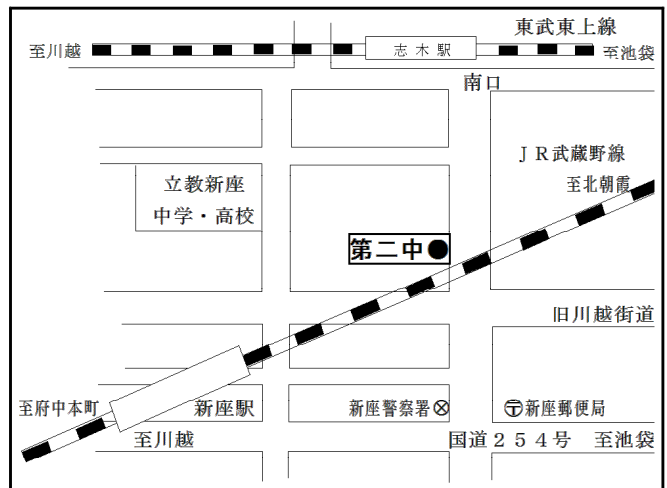 東武東上線
至川越
志木駅
至池袋
南口
ＪＲ武蔵野線
至北朝霞
立教新座
中学・高校
第二中●
旧川越街道
至府中本町
新座駅
新座警察署⊗
〶新座郵便局
至川越
国道２５４号　至池袋